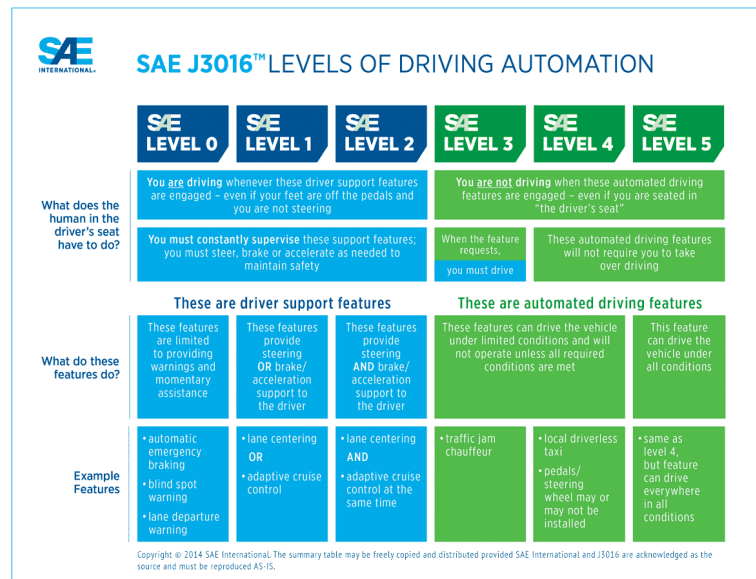 SAE
INTERNATIONAL®
SAE J3016™ LEVELS OF DRIVING AUTOMATION
SAE
LEVEL 0
SAE
LEVEL 1
SAE
LEVEL 2
SAE
LEVEL 3
SAE
LEVEL 4
SAE
LEVEL 5
What does the
human in the
driver's seat
have to do?
You are driving whenever these driver support features
are engaged – even if your feet are off the pedals and
you are not steering
You are not driving when these automated driving
features are engaged – even if you are seated in
“the driver's seat”
You must constantly supervise these support features;
you must steer, brake or accelerate as needed to
maintain safety
When the feature
requests,
you must drive
These automated driving features
will not require you to take
over driving
These are driver support features
These are automated driving features
What do these
features do?
These features
are limited
to providing
warnings and
momentary
assistance
These features
provide
steering
OR brake/
acceleration
support to
the driver
These features
provide
steering
AND brake/
acceleration
support to
the driver
These features can drive the vehicle
under limited conditions and will
not operate unless all required
conditions are met
This feature
can drive the
vehicle under
all conditions
Example
Features
• automatic
emergency
braking
• blind spot
warning
• lane departure
warning
• lane centering
OR
• adaptive cruise
control
• lane centering
AND
• adaptive cruise
control at the
same time
• traffic jam
chauffeur
• local driverless
taxi
• pedals/
steering
wheel may or
may not be
installed
• same as
level 4,
but feature
can drive
everywhere
in all
conditions
Copyright © 2014 SAE International. The summary table may be freely copied and distributed provided SAE International and J3016 are acknowledged as the
source and must be reproduced AS-IS.